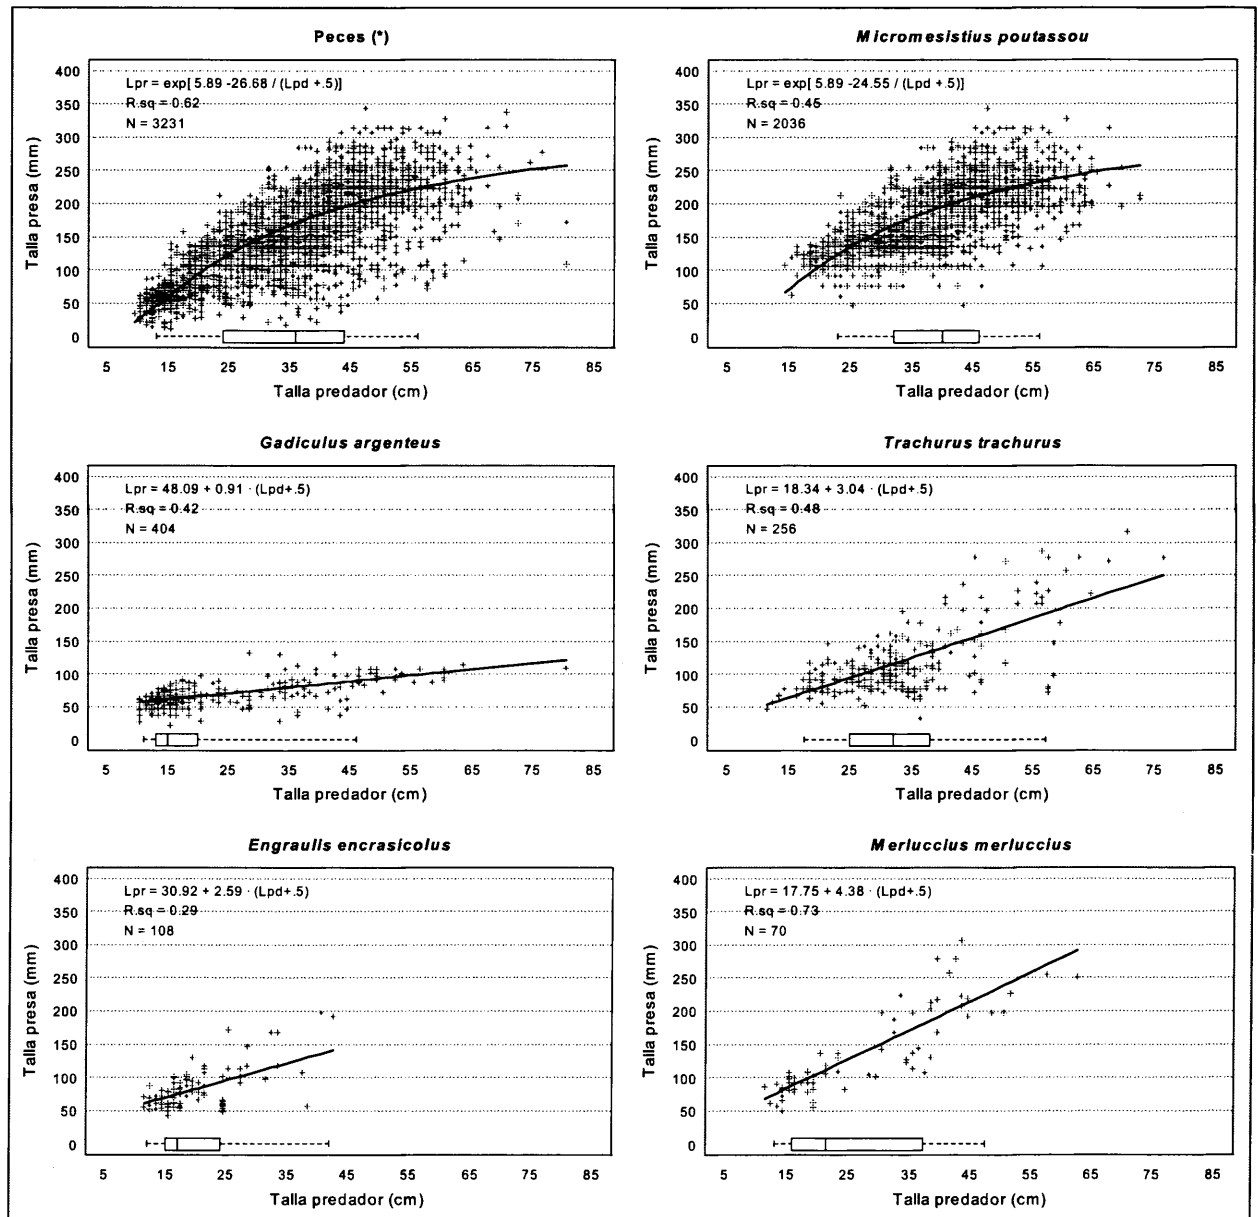 Peces (*)
Lpr = exp[ 5.89 -26.68 / (Lpd +.5)]
R.sq = 0.62
N = 3231
Talla presa (mm)
400
350
300
250
200
150
100
50
0
5 15 25 35 45 55 65 75 85
Talla predador (cm)
Micromesistius poutassou
Lpr = exp[ 5.89 -24.55 / (Lpd +.5)]
R.sq = 0.45
N = 2036
Talla presa (mm)
400
350
300
250
200
150
100
50
0
5 15 25 35 45 55 65 75 85
Talla predador (cm)
Gadiculus argenteus
Lpr = 48.09 + 0.91 · (Lpd+.5)
R.sq = 0.42
N = 404
Talla presa (mm)
400
350
300
250
200
150
100
50
0
5 15 25 35 45 55 65 75 85
Talla predador (cm)
Trachurus trachurus
Lpr = 18.34 + 3.04 · (Lpd+.5)
R.sq = 0.48
N = 256
Talla presa (mm)
400
350
300
250
200
150
100
50
0
5 15 25 35 45 55 65 75 85
Talla predador (cm)
Engraulis encrasicolus
Lpr = 30.92 + 2.59 · (Lpd+.5)
R.sq = 0.29
N = 108
Talla presa (mm)
400
350
300
250
200
150
100
50
0
5 15 25 35 45 55 65 75 85
Talla predador (cm)
Merluccius merluccius
Lpr = 17.75 + 4.38 · (Lpd+.5)
R.sq = 0.73
N = 70
Talla presa (mm)
400
350
300
250
200
150
100
50
0
5 15 25 35 45 55 65 75 85
Talla predador (cm)